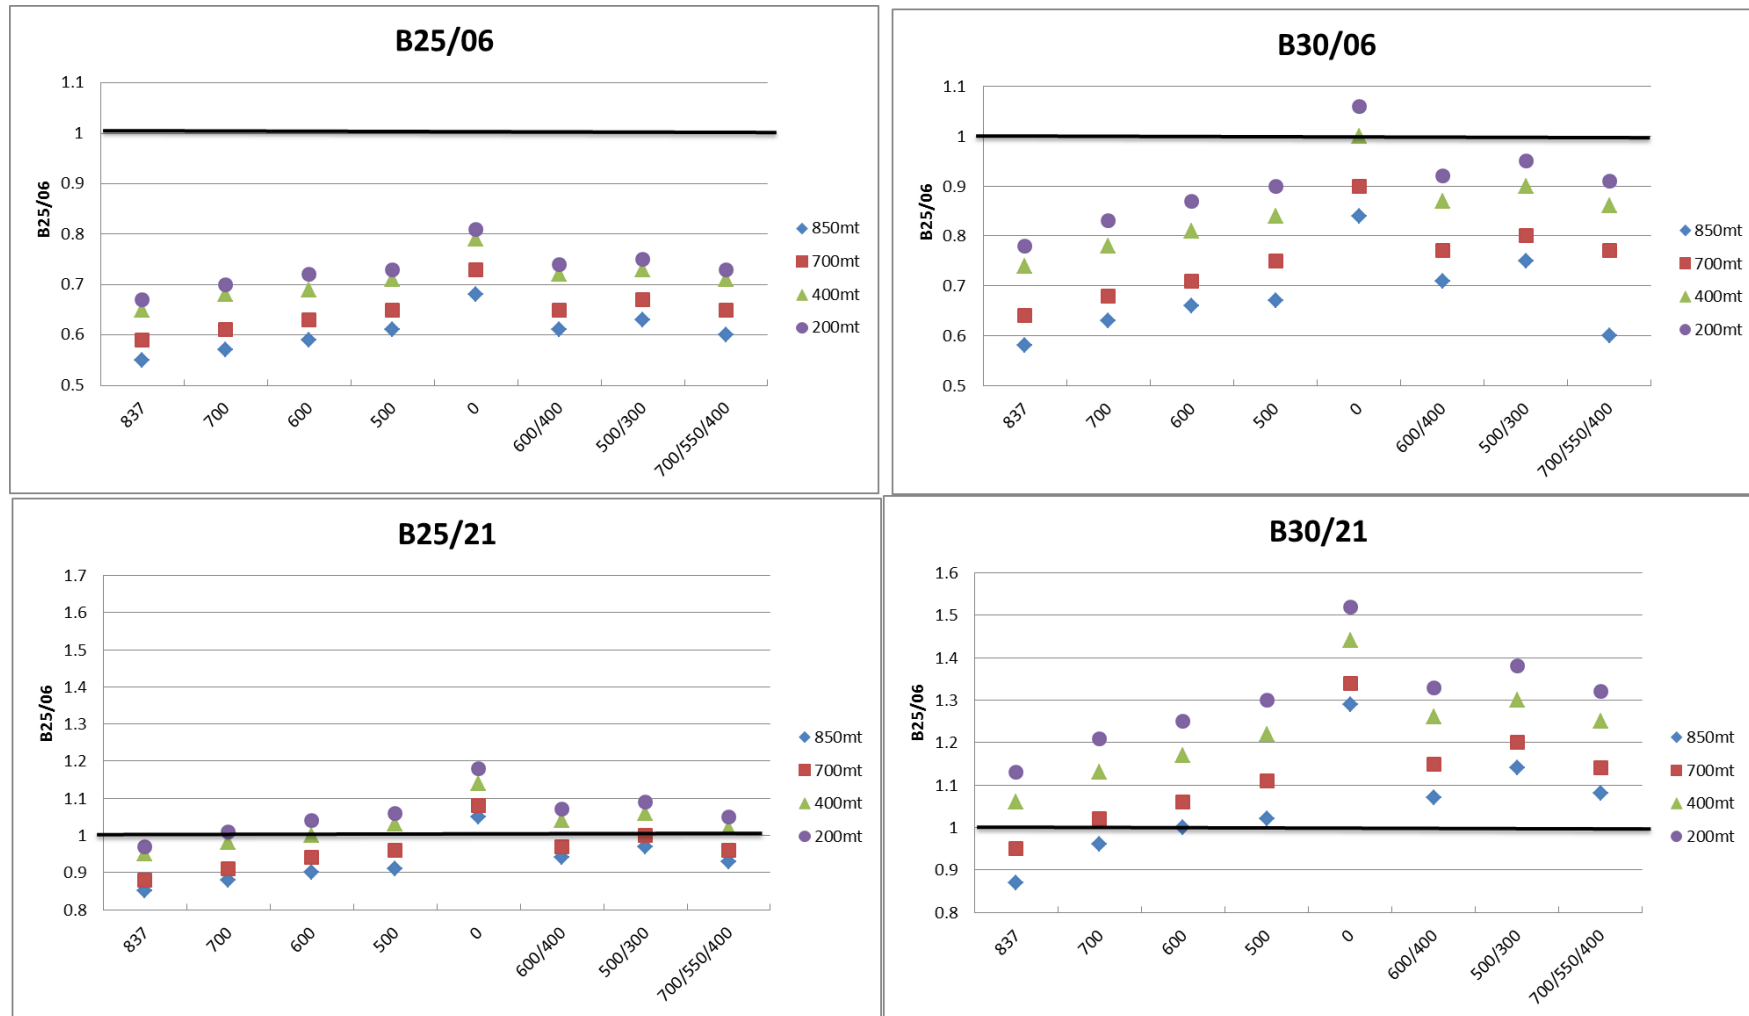 B25/06
1.1
1
0.9
0.8
0.7
0.6
0.5
B25/06
837
700
600
500
0
600/400
500/300
700/550/400
850mt
700mt
400mt
200mt
B30/06
1.1
1
0.9
0.8
0.7
0.6
0.5
B25/06
837
700
600
500
0
600/400
500/300
700/550/400
850mt
700mt
400mt
200mt
B25/21
1.7
1.6
1.5
1.4
1.3
1.2
1.1
1
0.9
0.8
B25/06
837
700
600
500
0
600/400
500/300
700/550/400
850mt
700mt
400mt
200mt
B30/21
1.6
1.5
1.4
1.3
1.2
1.1
1
0.9
0.8
B25/06
837
700
600
500
0
600/400
500/300
700/550/400
850mt
700mt
400mt
200mt